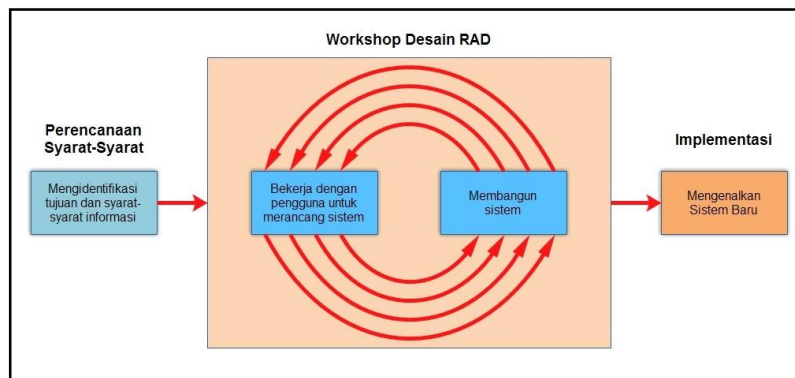 Workshop Desain RAD
Perencanaan
Syarat-Syarat
Mengidentifikasi
tujuan dan syarat-
syarat informasi
Bekerja dengan
pengguna untuk
merancang sistem
Membangun
sistem
Implementasi
Mengenalkan
Sistem Baru